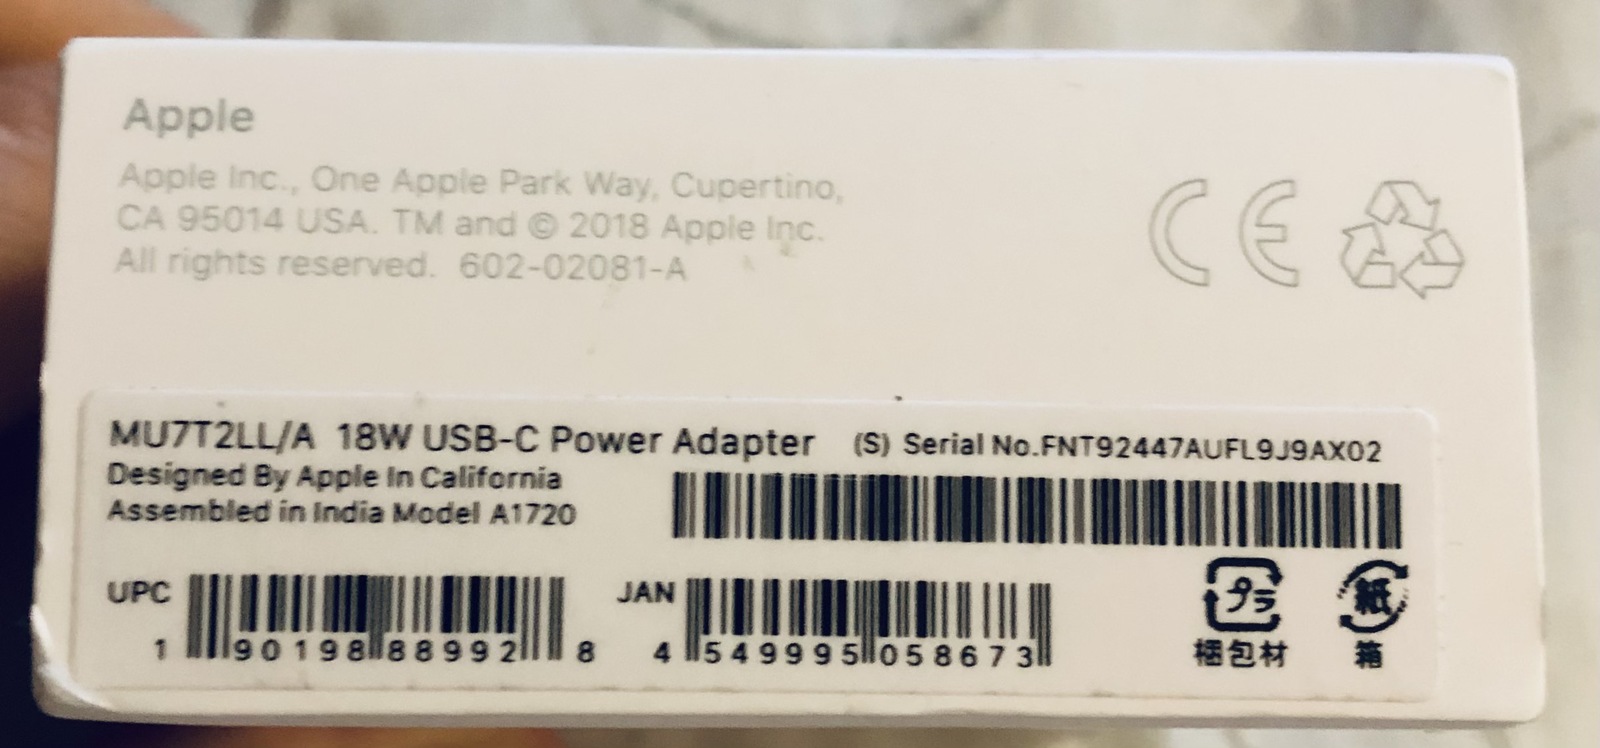 Apple
Apple Inc., One Apple Park Way, Cupertino,
CA 95014 USA. TM and © 2018 Apple Inc.
All rights reserved. 602-02081-A
CE
MU7T2LL/A 18W USB-C Power Adapter (S) Serial No.FNT92447AUFL9J9AX02
Designed By Apple In California
Assembled in India Model A1720
UPC
1 90198 88992 8
JAN
4 549995 058673
プラ
梱包材
紙
箱